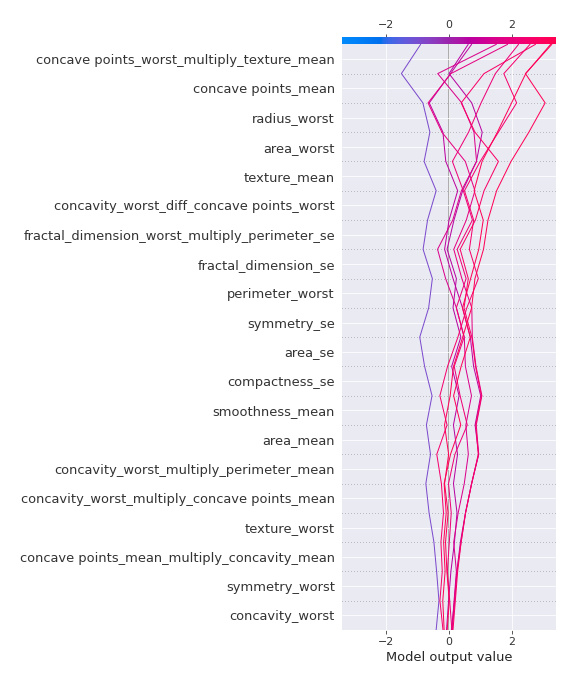 −2 0 2
concave points_worst_multiply_texture_mean
concave points_mean
radius_worst
area_worst
texture_mean
concavity_worst_diff_concave points_worst
fractal_dimension_worst_multiply_perimeter_se
fractal_dimension_se
perimeter_worst
symmetry_se
area_se
compactness_se
smoothness_mean
area_mean
concavity_worst_multiply_perimeter_mean
concavity_worst_multiply_concave points_mean
texture_worst
concave points_mean_multiply_concavity_mean
symmetry_worst
concavity_worst
−2 0 2
Model output value